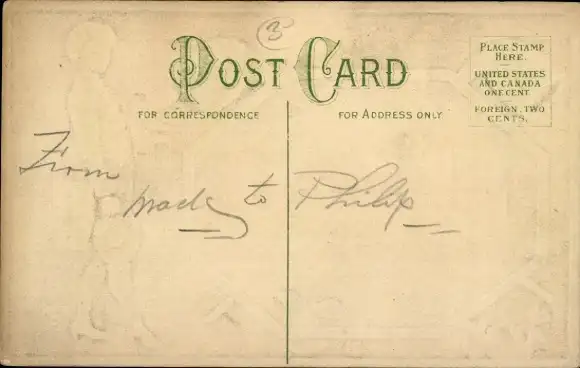 3
POST CARD
PLACE STAMP
HERE.
UNITED STATES
AND CANADA
ONE CENT
FOREIGN, TWO
CENTS.
FOR CORRESPONDENCE
FOR ADDRESS ONLY
From
to Philip